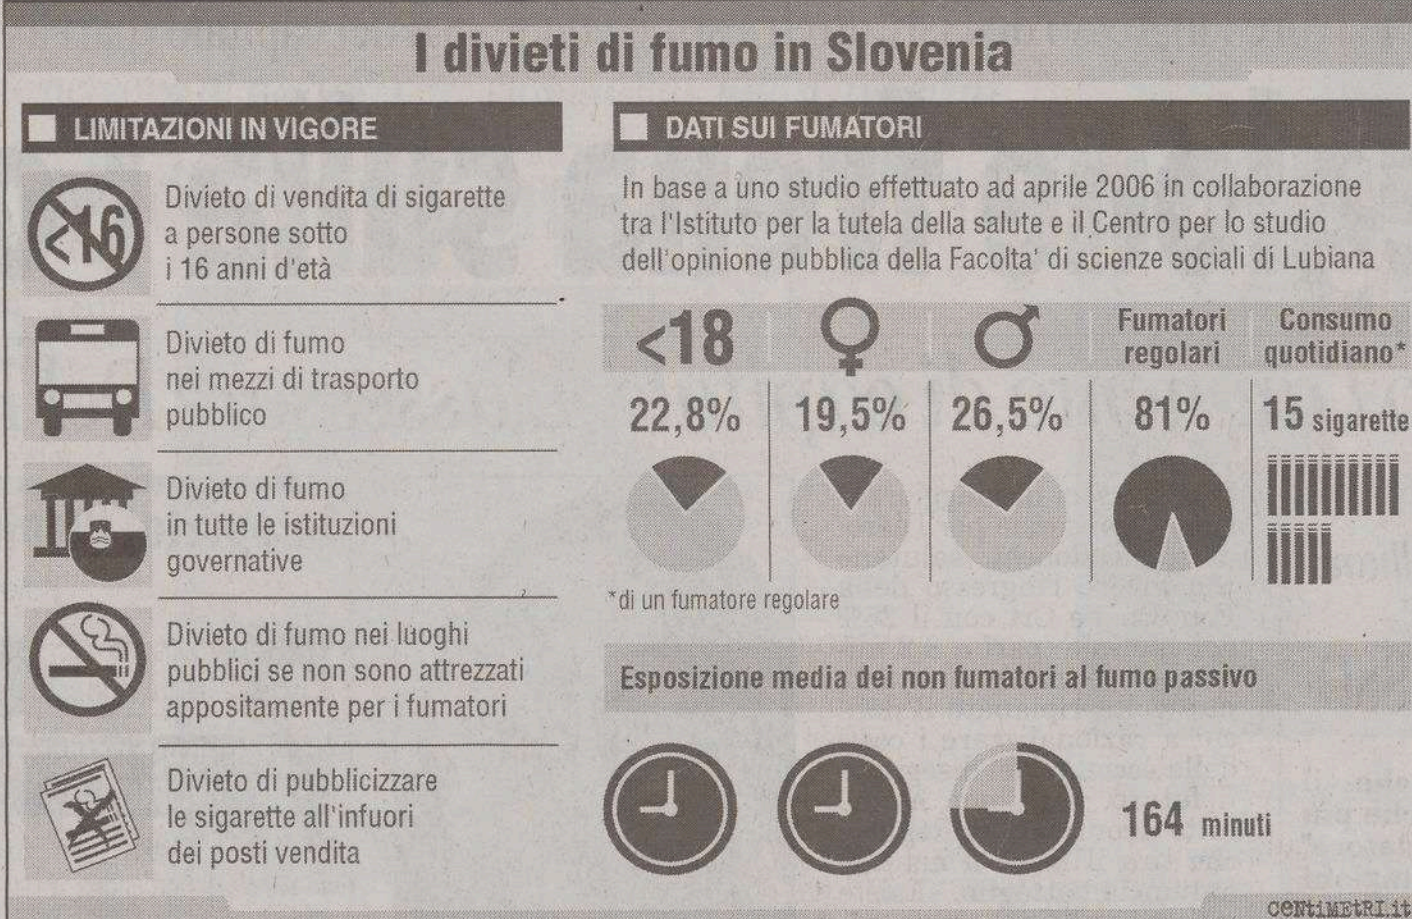 I divieti di fumo in Slovenia
LIMITAZIONI IN VIGORE
<16
Divieto di vendita di sigarette
a persone sotto
i 16 anni d'età
Divieto di fumo
nei mezzi di trasporto
pubblico
Divieto di fumo
in tutte le istituzioni
governative
Divieto di fumo nei luoghi
pubblici se non sono attrezzati
appositamente per i fumatori
Divieto di pubblicizzare
le sigarette all'infuori
dei posti vendita
DATI SUI FUMATORI
In base a uno studio effettuato ad aprile 2006 in collaborazione
tra l'Istituto per la tutela della salute e il Centro per lo studio
dell'opinione pubblica della Facolta' di scienze sociali di Lubiana
<18
Fumatori
regolari
Consumo
quotidiano*
22,8% 19,5% 26,5% 81% 15 sigarette
*di un fumatore regolare
Esposizione media dei non fumatori al fumo passivo
164 minuti
CENTIMETRI.it